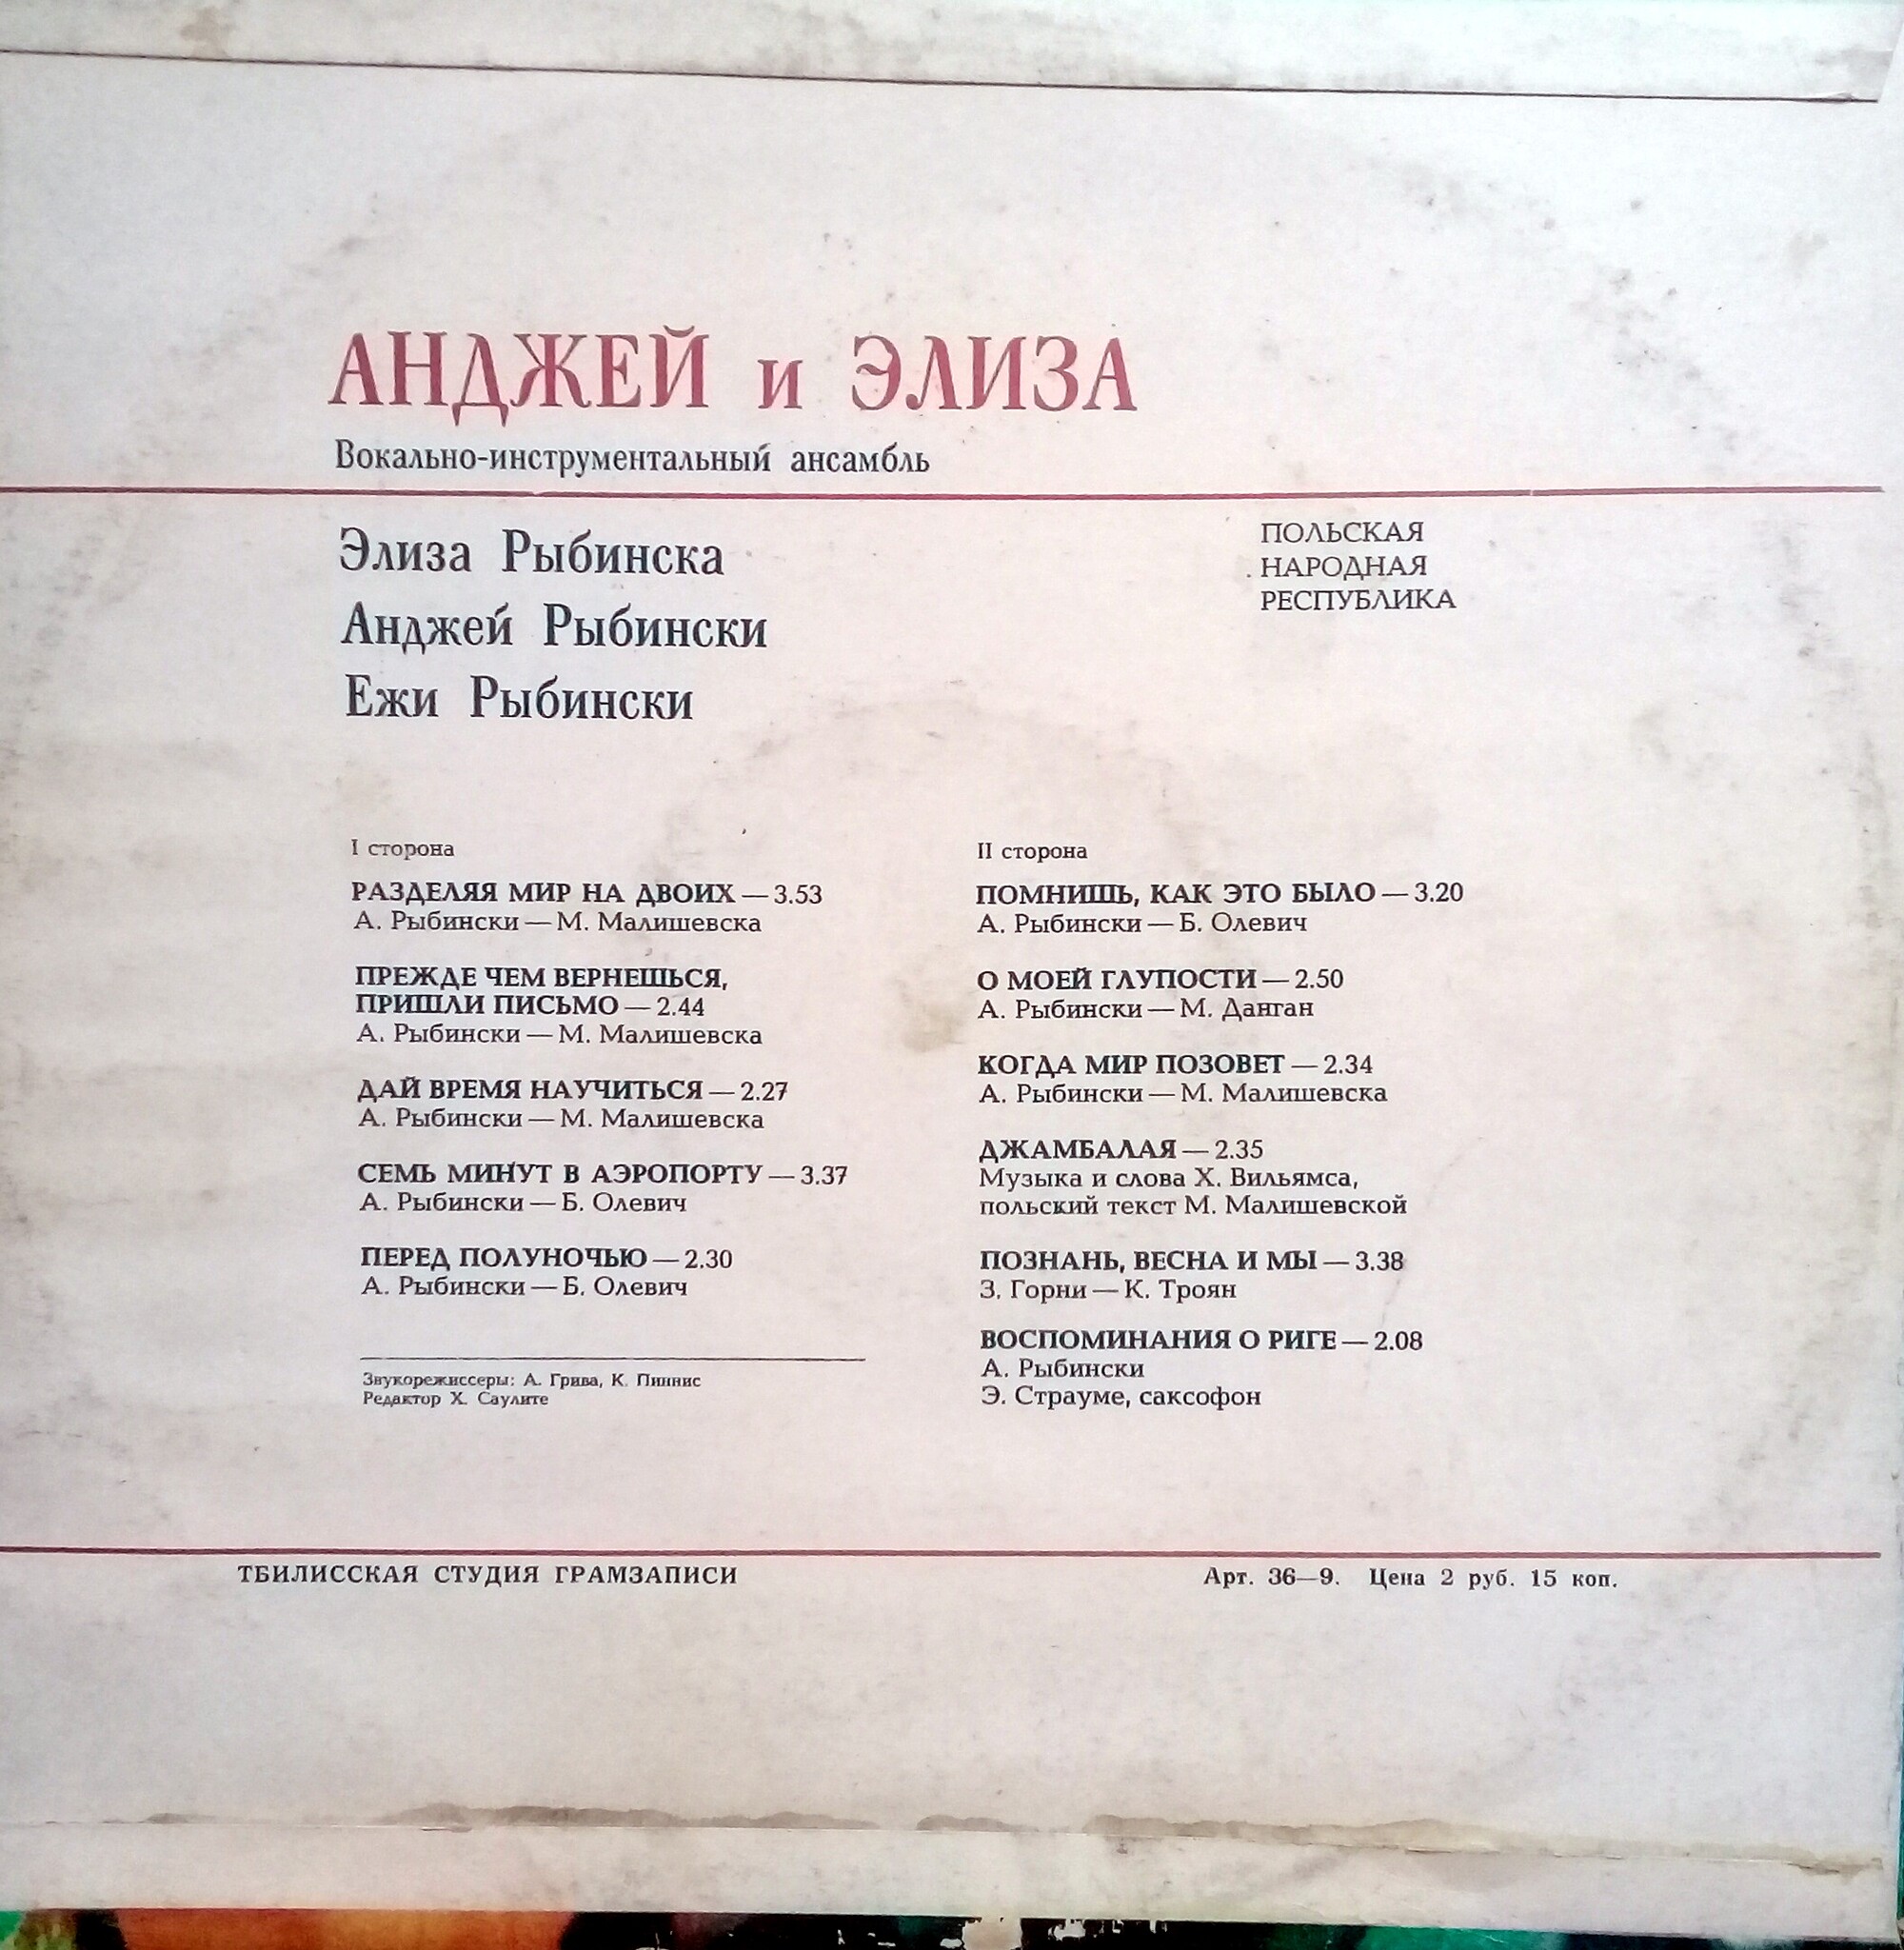 АНДЖЕЙ и ЭЛИЗА
Вокально-инструментальный ансамбль
Элиза Рыбинска
Анджей Рыбински
Ежи Рыбински
ПОЛЬСКАЯ
НАРОДНАЯ
РЕСПУБЛИКА
I сторона
РАЗДЕЛЯЯ МИР НА ДВОИХ — 3.53
А. Рыбински — М. Малишевска
ПРЕЖДЕ ЧЕМ ВЕРНЕШЬСЯ,
ПРИШЛИ ПИСЬМО — 2.44
А. Рыбински — М. Малишевска
ДАЙ ВРЕМЯ НАУЧИТЬСЯ — 2.27
А. Рыбински — М. Малишевска
СЕМЬ МИНУТ В АЭРОПОРТУ — 3.37
А. Рыбински — Б. Олевич
ПЕРЕД ПОЛУНОЧЬЮ — 2.30
А. Рыбински — Б. Олевич
Звукорежиссеры: А. Грива, К. Пиннис
Редактор Х. Саулите
II сторона
ПОМНИШЬ, КАК ЭТО БЫЛО — 3.20
А. Рыбински — Б. Олевич
О МОЕЙ ГЛУПОСТИ — 2.50
А. Рыбински — М. Данган
КОГДА МИР ПОЗОВЕТ — 2.34
А. Рыбински — М. Малишевска
ДЖАМБАЛАЯ — 2.35
Музыка и слова Х. Вильямса,
польский текст М. Малишевской
ПОЗНАНЬ, ВЕСНА И МЫ — 3.38
З. Горни — К. Троян
ВОСПОМИНАНИЯ О РИГЕ — 2.08
А. Рыбински
Э. Страуме, саксофон
ТБИЛИССКАЯ СТУДИЯ ГРАМЗАПИСИ
Арт. 36—9. Цена 2 руб. 15 коп.